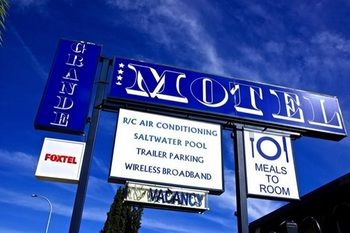 GRANDE
MOTEL
R/C AIR CONDITIONING
SALTWATER POOL
TRAILER PARKING
WIRELESS BROADBAND
MEALS
TO
ROOM
FOXTEL
VACANCY